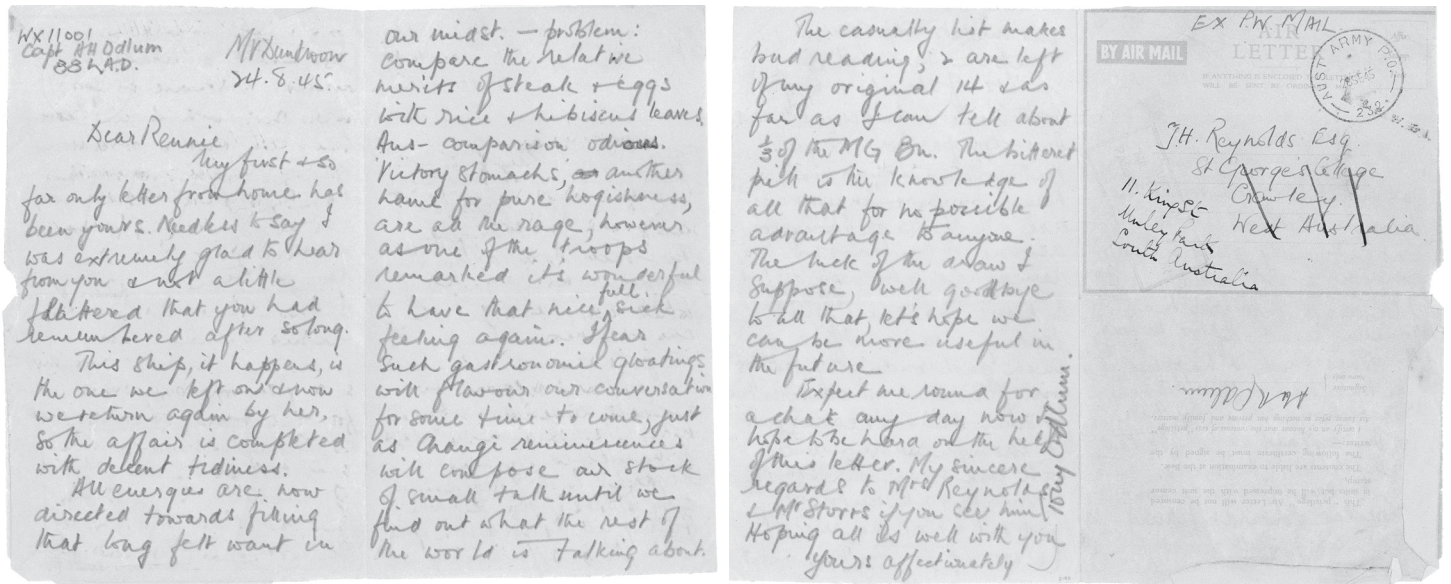 WX11001
Capt AH Odlum
88 L.A.D.
MV Duntroon
24.8.45.
Dear Rennie
My first & so
far only letter from home has
been yours. Needless to say I
was extremely glad to hear
from you & not a little
flattered that you had
remembered after so long.
This ship, it happens, is
the one we left on & now
we return again by her.
So the affair is completed
with decent tidiness.
All energies are now
directed towards filling
that long felt want in
our midst. – problem:
compare the relative
merits of steak & eggs
with rice & hibiscus leaves.
Ans – comparison odious.
Victory Stomachs, another
name for pure hogishness,
are all the rage, however
as one of the troops
remarked it's wonderful
to have that nice full sick
feeling again. I fear
Such gastronomic gloatings
will flavour our conversation
for some time to come, just
as Changi reminiscences
will compose our stock
of small talk until we
find out what the rest of
the world is talking about.
The casualty list makes
bad reading; 2 are left
of my original 14 & as
far as I can tell about
1/3 of the MG Bn. The bitterest
pill is the knowledge of
all that for no possible
advantage to anyone.
The luck of the draw I
Suppose, well goodbye
to all that, let's hope we
can be more useful in
the future
Expect me round for
a chat any day now I
hope to be hard on the heels
of this letter. My sincere
regards to Mrs Reynolds
& Mr Storrs if you see him
Hoping all is well with you
Yours affectionately
Tony Odlum.
EX PW MAIL
BY AIR MAIL
AIR
LETTER
IF ANYTHING IS ENCLOSED
AUST ARMY P.O.
J.H. Reynolds Esq.
St George's College
Crawley.
West Australia
11. King St
Unley Park
South Australia
AH Odlum.